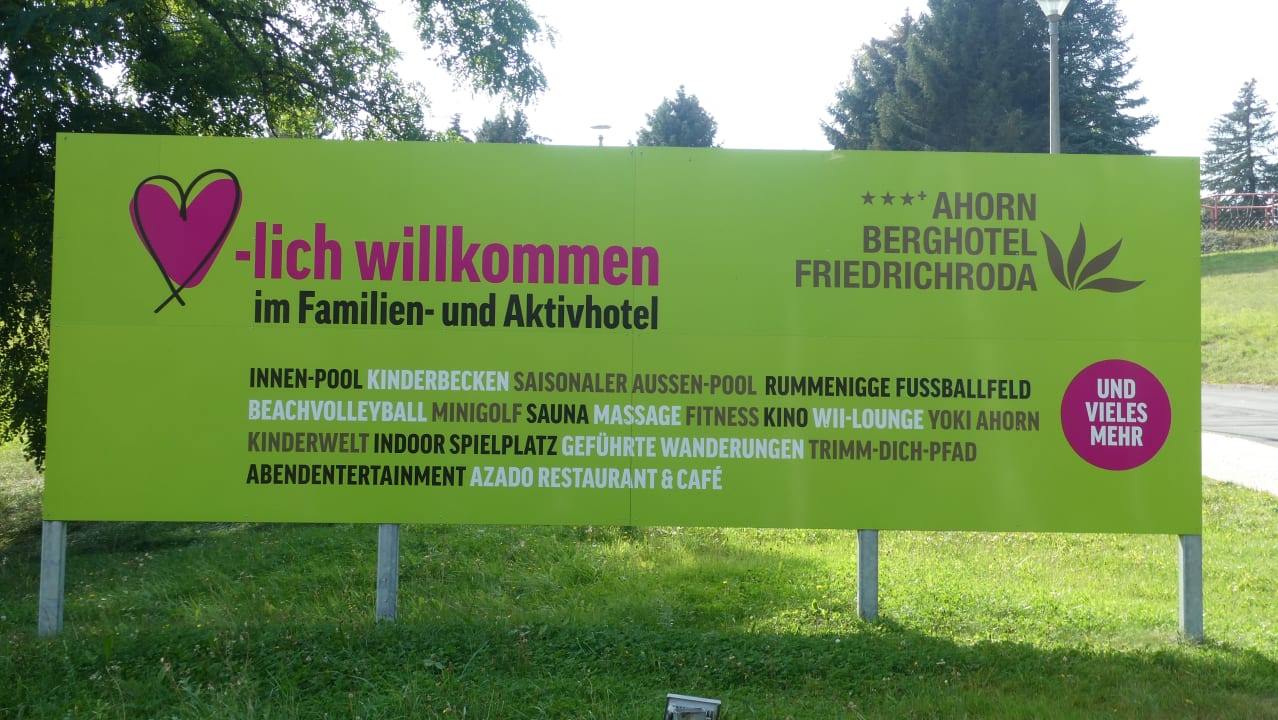 -lich willkommen
im Familien- und Aktivhotel
★★★+ AHORN
BERGHOTEL
FRIEDRICHRODA
INNEN-POOL KINDERBECKEN SAISONALER AUSSEN-POOL RUMMENIGGE FUSSBALLFELD
BEACHVOLLEYBALL MINIGOLF SAUNA MASSAGE FITNESS KINO WII-LOUNGE YOKI AHORN
KINDERWELT INDOOR SPIELPLATZ GEFÜHRTE WANDERUNGEN TRIMM-DICH-PFAD
ABENDENTERTAINMENT AZADO RESTAURANT & CAFÉ
UND
VIELES
MEHR